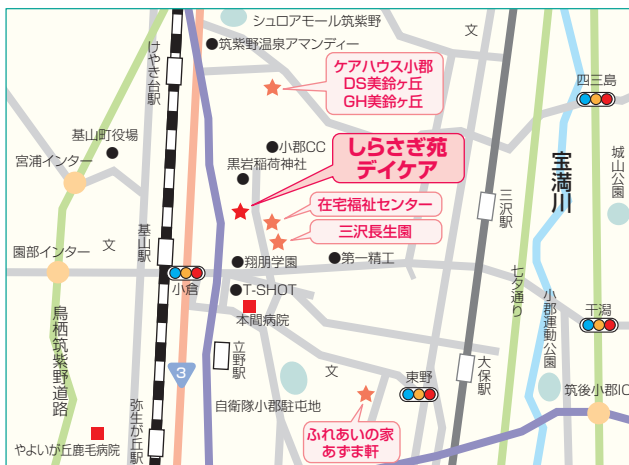 シュロアモール筑紫野
文
筑紫野温泉アマンディー
けやき台駅
ケアハウス小郡
DS美鈴ヶ丘
GH美鈴ヶ丘
四三島
基山町役場
小郡CC
しらさぎ苑
デイケア
宮浦インター
黒岩稲荷神社
宝満川
城山公園
三沢駅
在宅福祉センター
三沢長生園
基山駅
文
園部インター
翔朋学園
第一精工
小倉
T-SHOT
本間病院
七夕通り
小郡運動公園
干潟
鳥栖筑紫野道路
立野駅
3
文
東野
大保駅
筑後小郡IC
自衛隊小郡駐屯地
弥生が丘駅
ふれあいの家
あずま軒
やよいが丘鹿毛病院